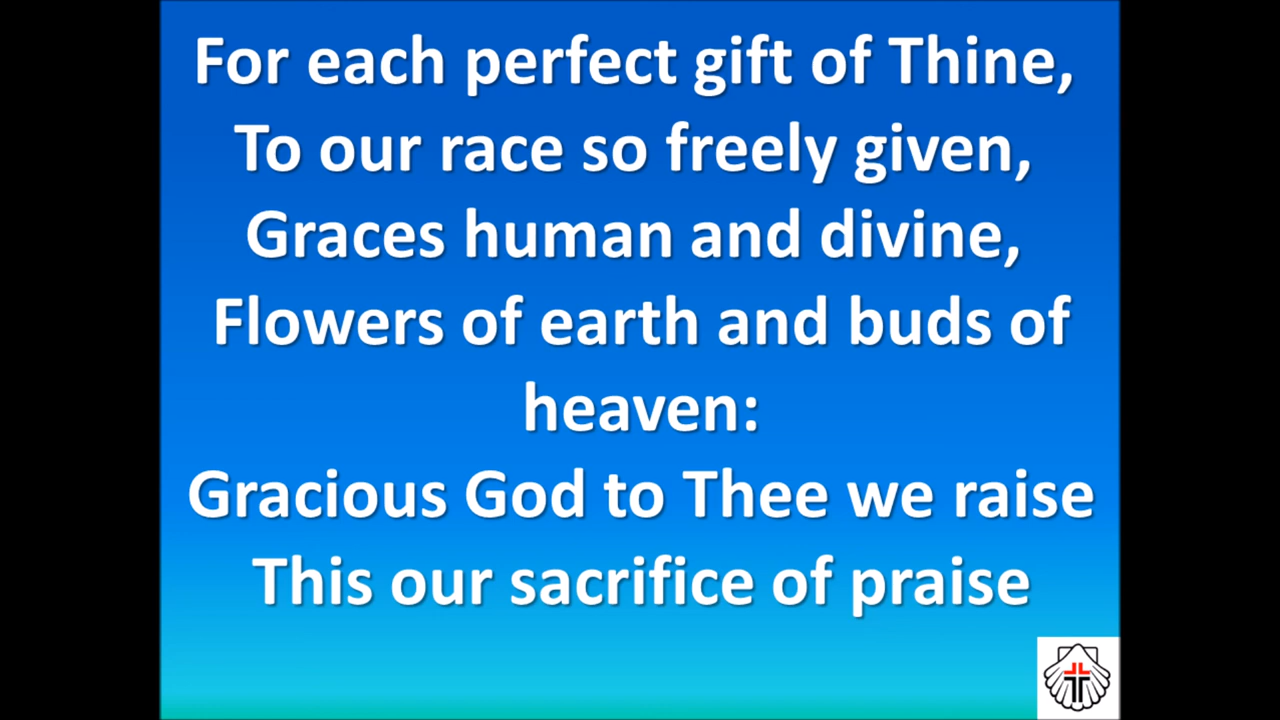 For each perfect gift of Thine,
To our race so freely given,
Graces human and divine,
Flowers of earth and buds of
heaven:
Gracious God to Thee we raise
This our sacrifice of praise